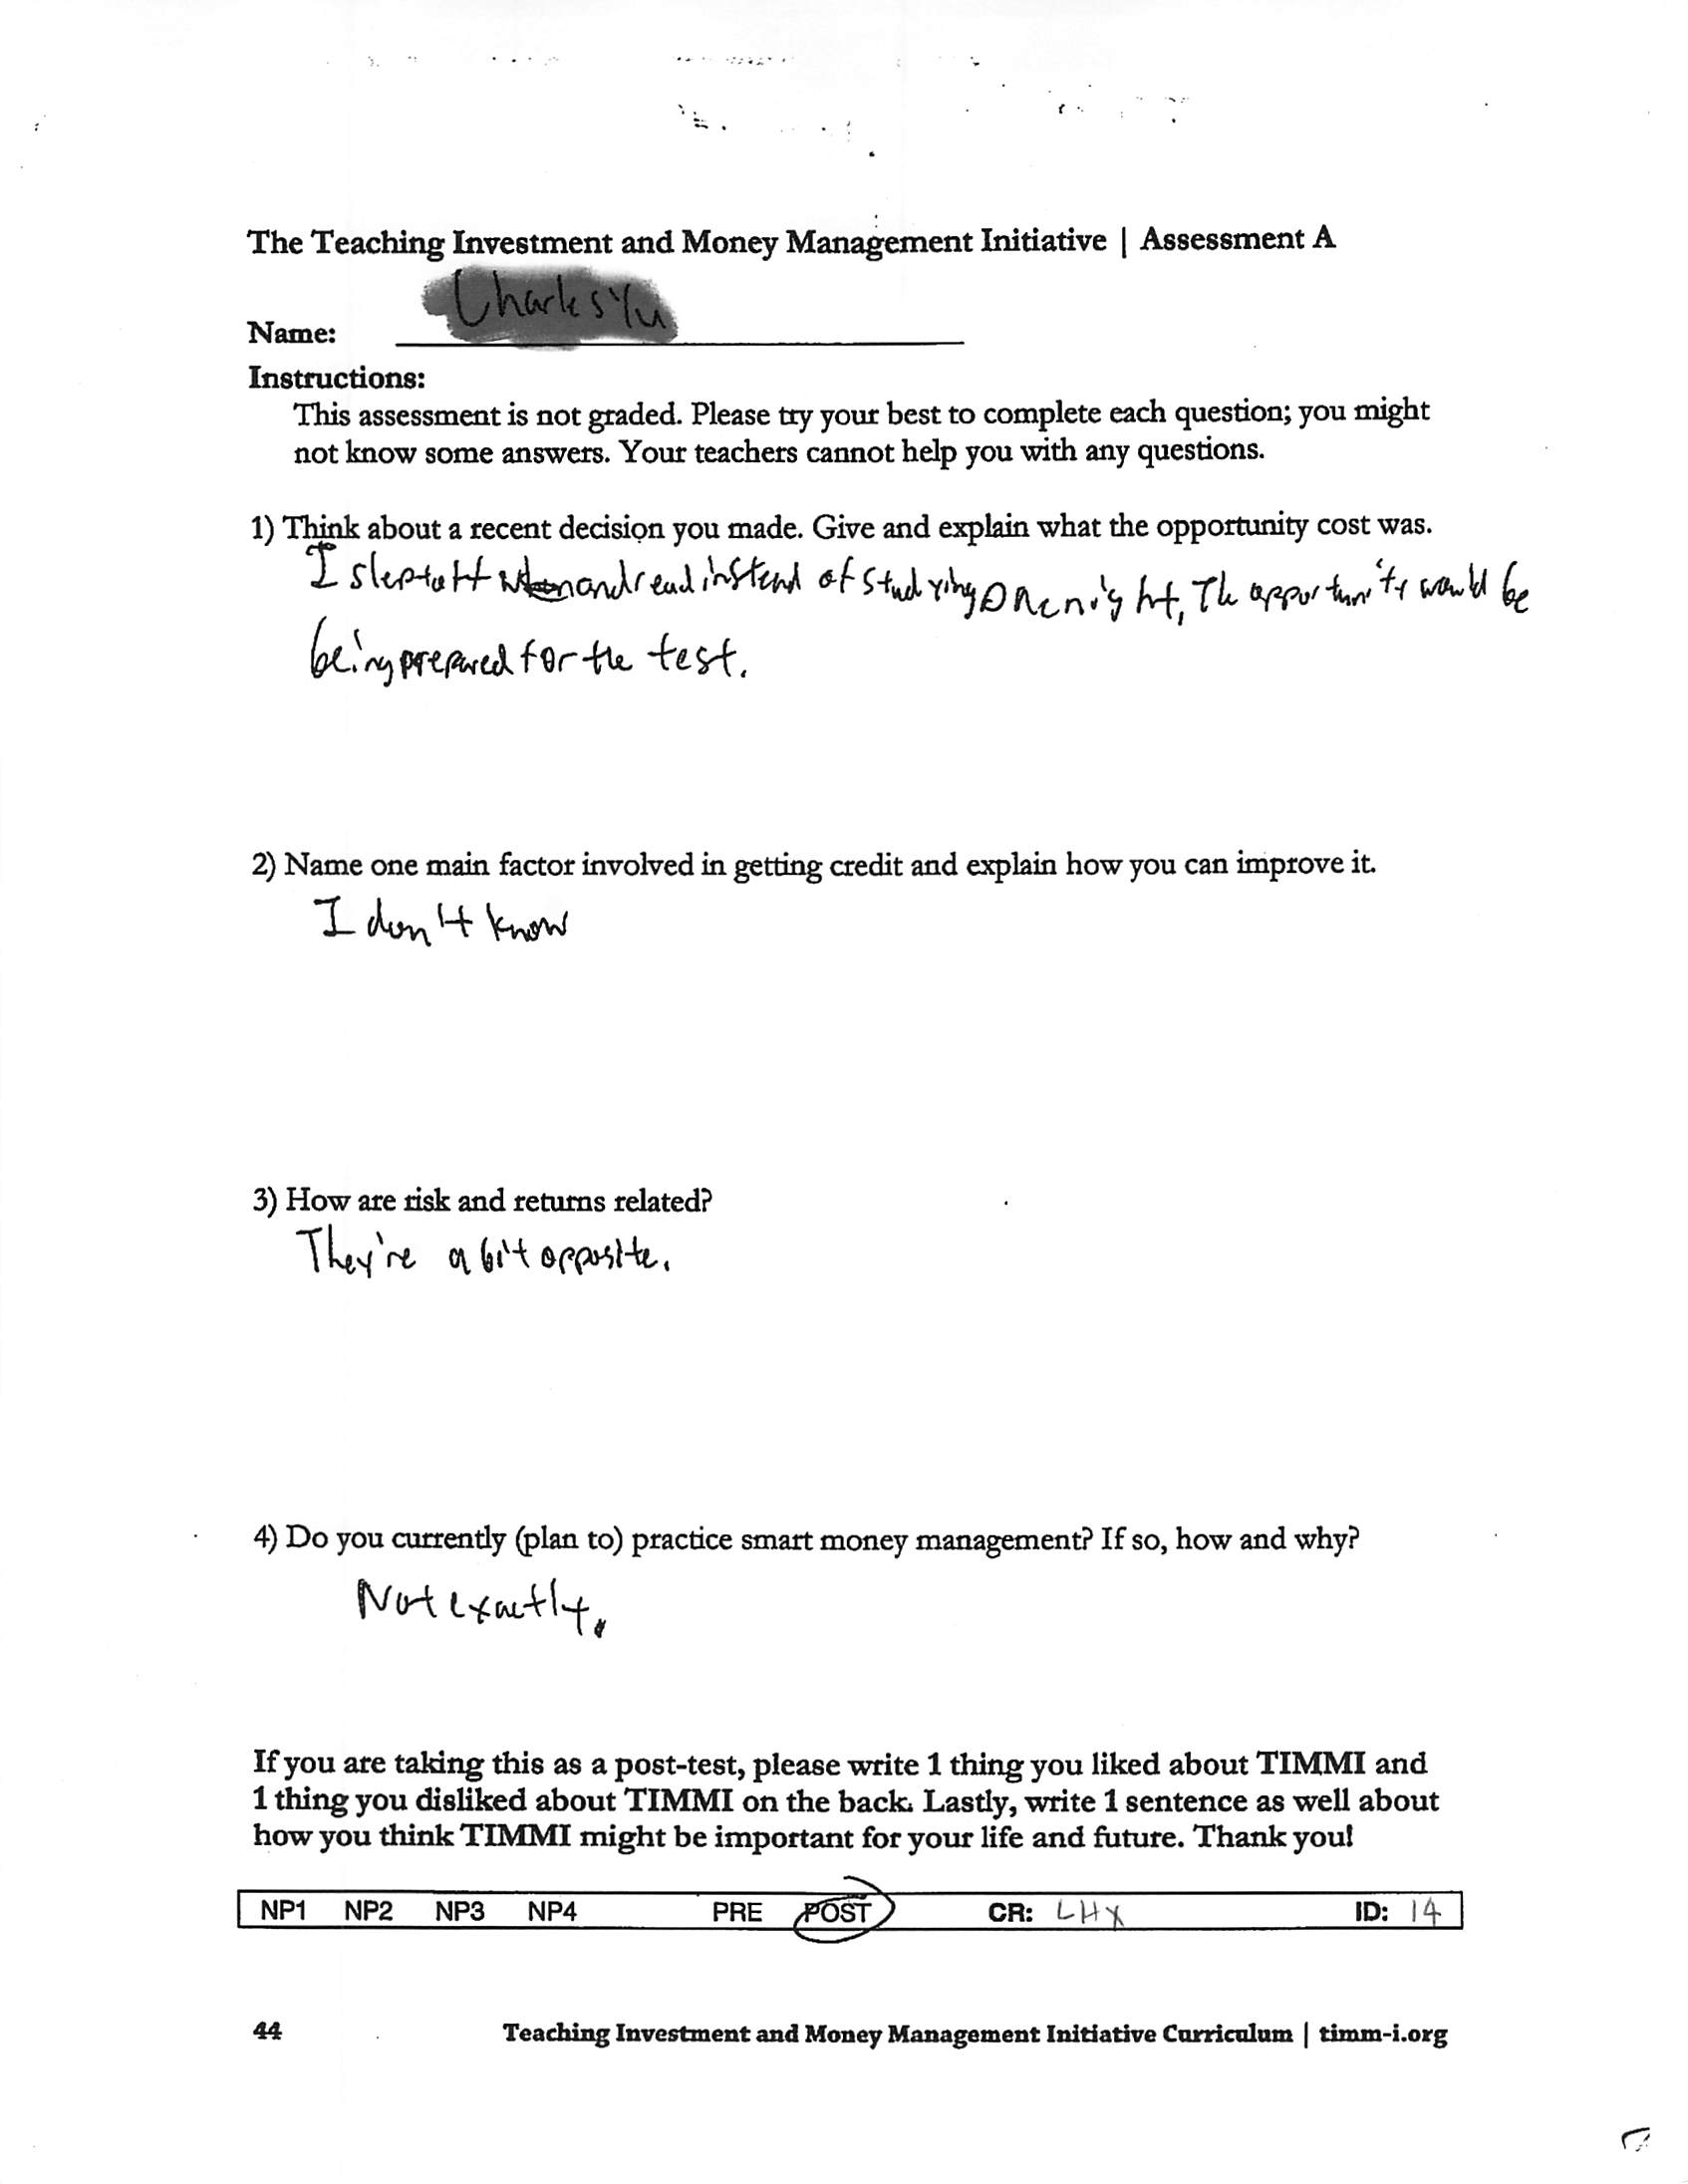 The Teaching Investment and Money Management Initiative | Assessment A
Name: Charles Yu
Instructions:
This assessment is not graded. Please try your best to complete each question; you might
not know some answers. Your teachers cannot help you with any questions.
1) Think about a recent decision you made. Give and explain what the opportunity cost was.
I slept and read instead of studying one night, The opportunity would be
being prepared for the test.
2) Name one main factor involved in getting credit and explain how you can improve it.
I don't know
3) How are risk and returns related?
They're a bit opposite.
4) Do you currently (plan to) practice smart money management? If so, how and why?
Not exactly.
If you are taking this as a post-test, please write 1 thing you liked about TIMMI and
1 thing you disliked about TIMMI on the back. Lastly, write 1 sentence as well about
how you think TIMMI might be important for your life and future. Thank you!
NP1 NP2 NP3 NP4 PRE POST CR: LHX ID: 14
44 Teaching Investment and Money Management Initiative Curriculum | timm-i.org